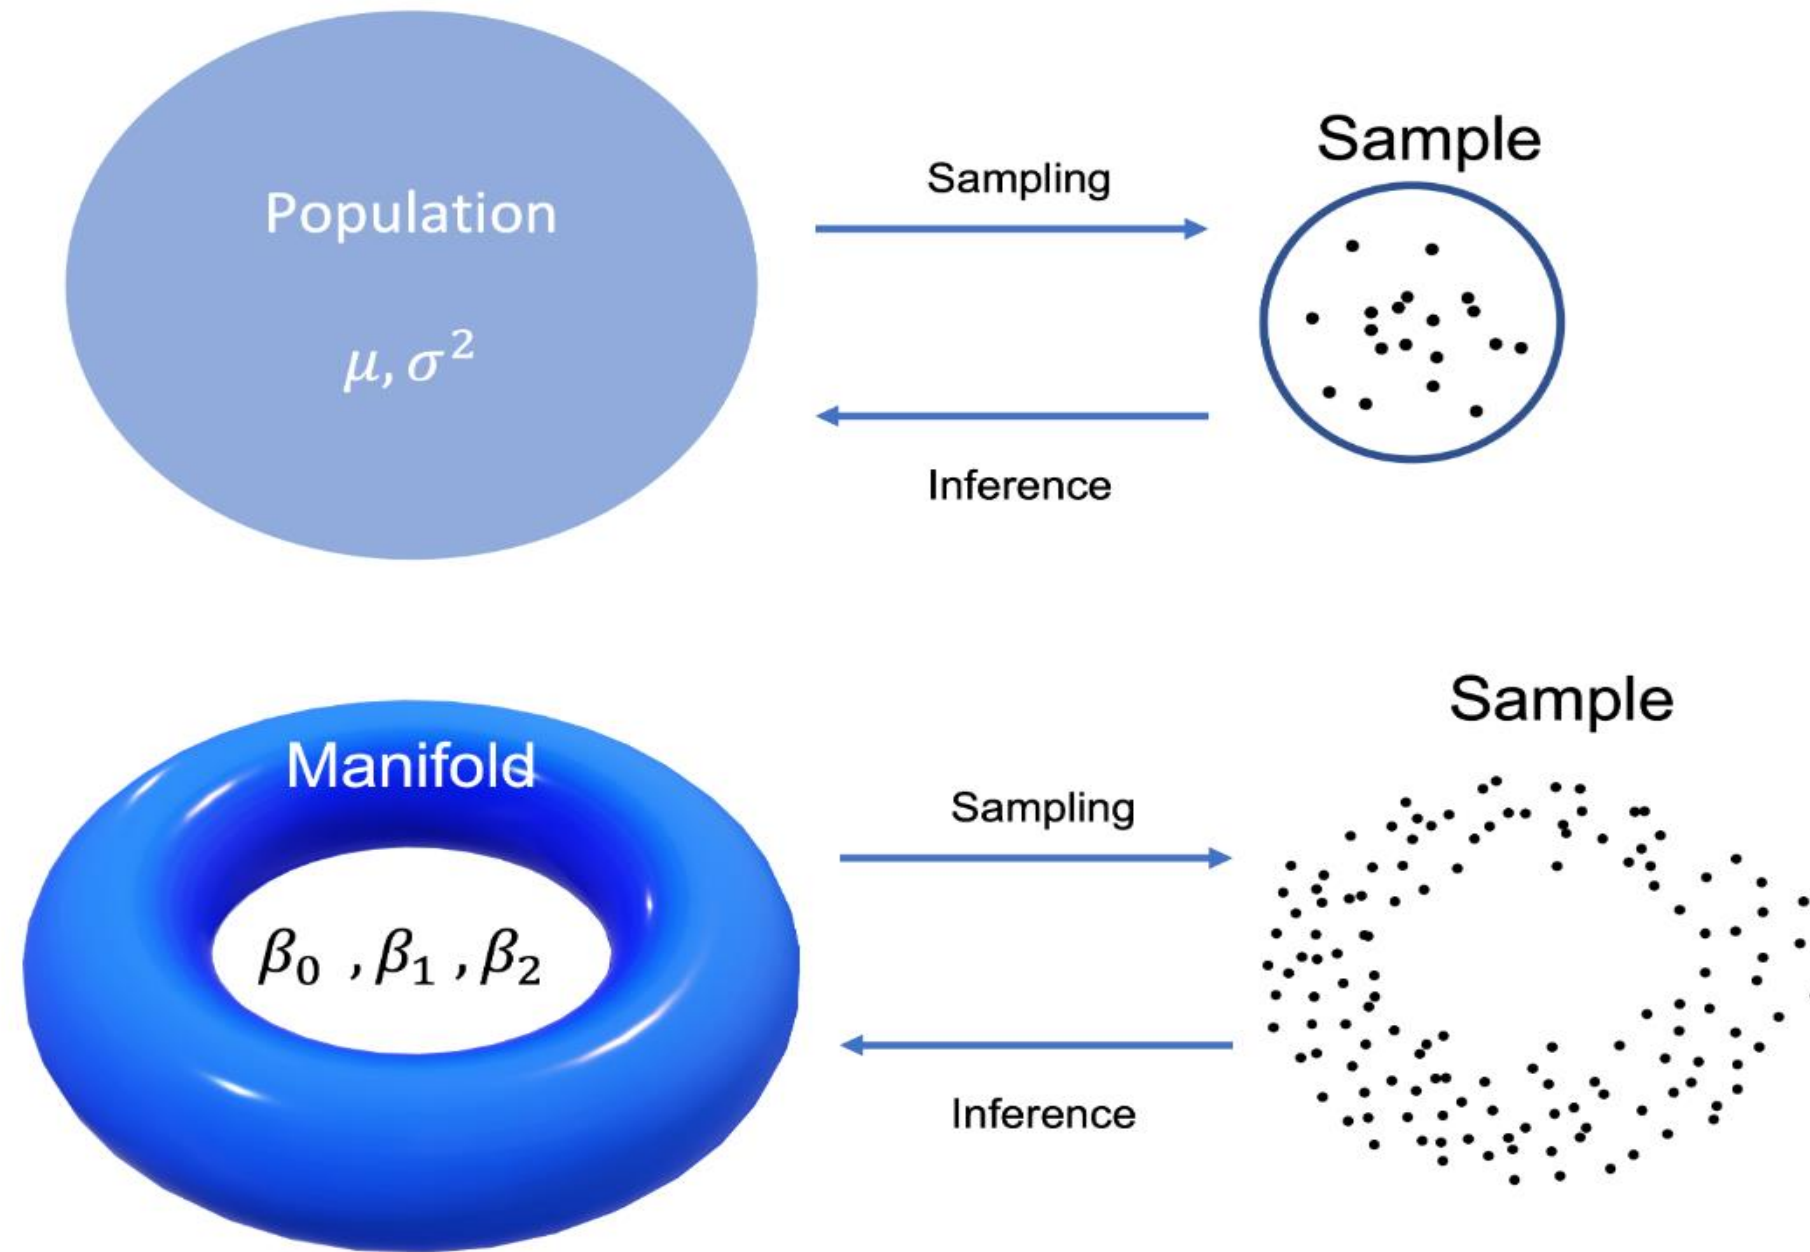 Population
μ, σ²
Sampling
Sample
Inference
Manifold
β₀ , β₁ , β₂
Sampling
Sample
Inference